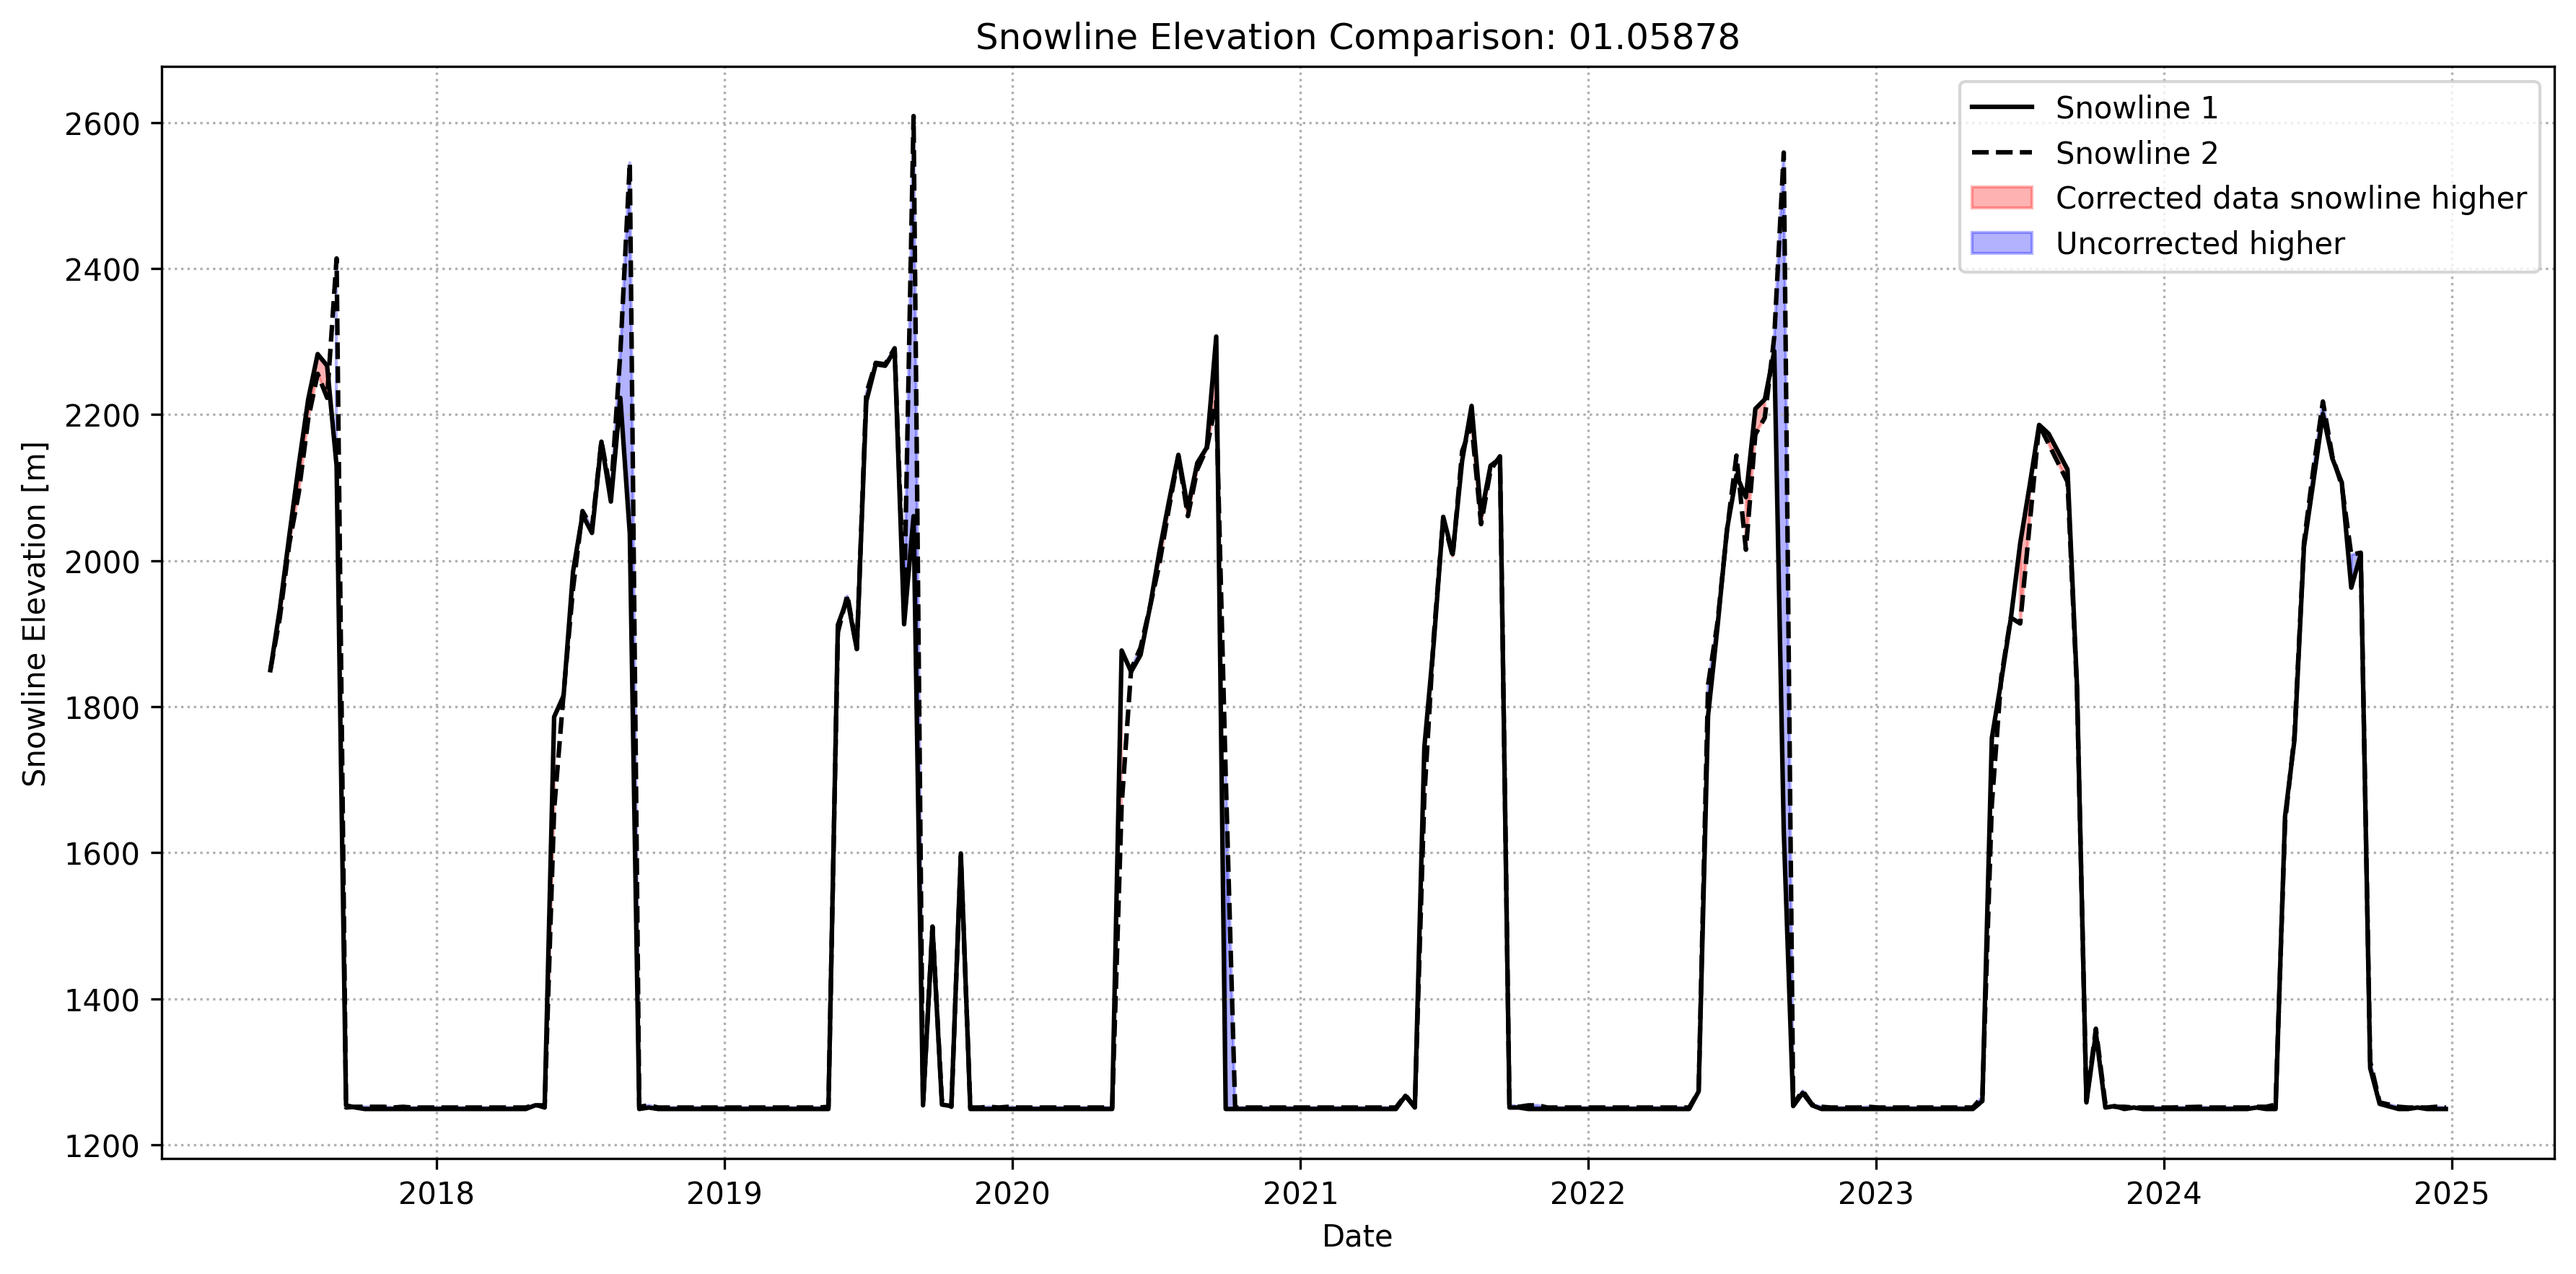 Snowline Elevation Comparison: 01.05878
Snowline 1
Snowline 2
Corrected data snowline higher
Uncorrected higher
Snowline Elevation [m]
2600
2400
2200
2000
1800
1600
1400
1200
2018 2019 2020 2021 2022 2023 2024 2025
Date